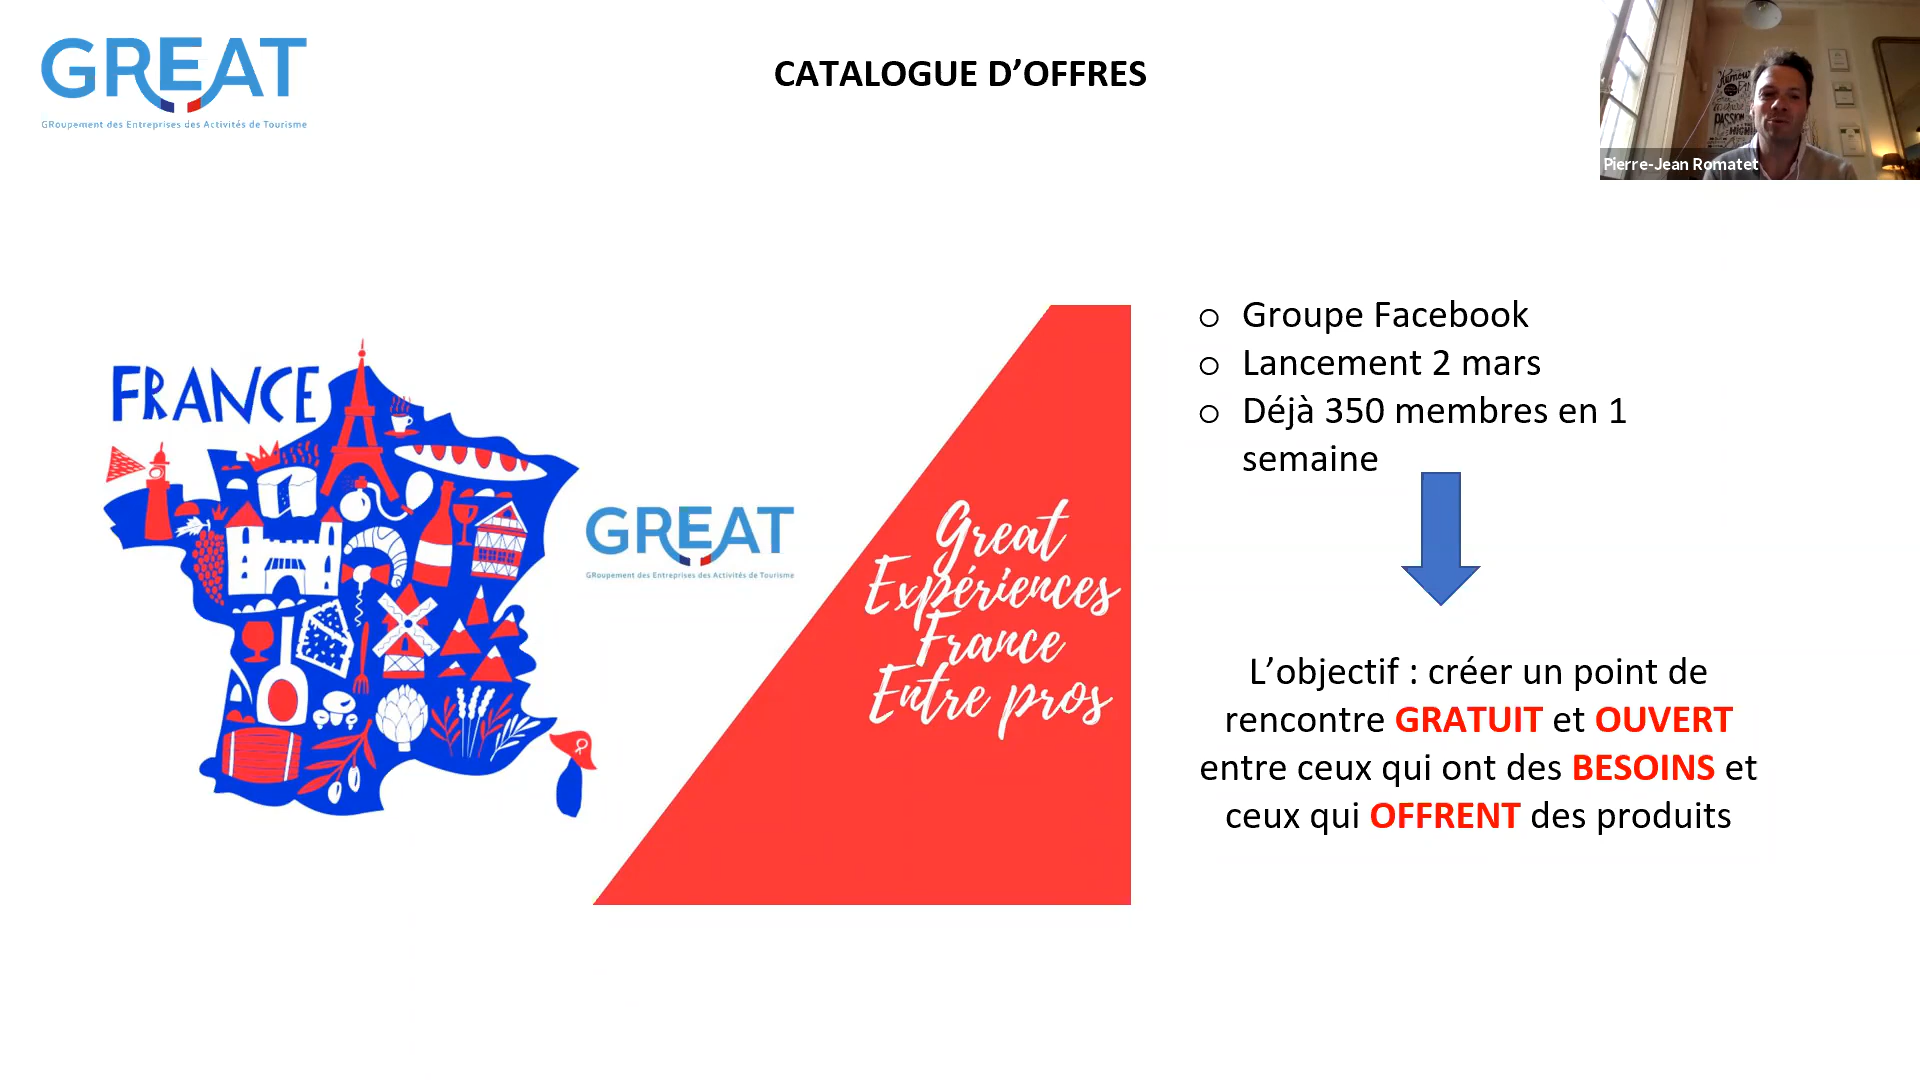 GREAT
GRoupement des Entreprises des Activités de Tourisme
CATALOGUE D’OFFRES
PASSION
Pierre-Jean Romatet
FRANCE
GREAT
GRoupement des Entreprises des Activités de Tourisme
Great
Expériences
France
Entre pros
o Groupe Facebook
o Lancement 2 mars
o Déjà 350 membres en 1
semaine
L’objectif : créer un point de
rencontre GRATUIT et OUVERT
entre ceux qui ont des BESOINS et
ceux qui OFFRENT des produits